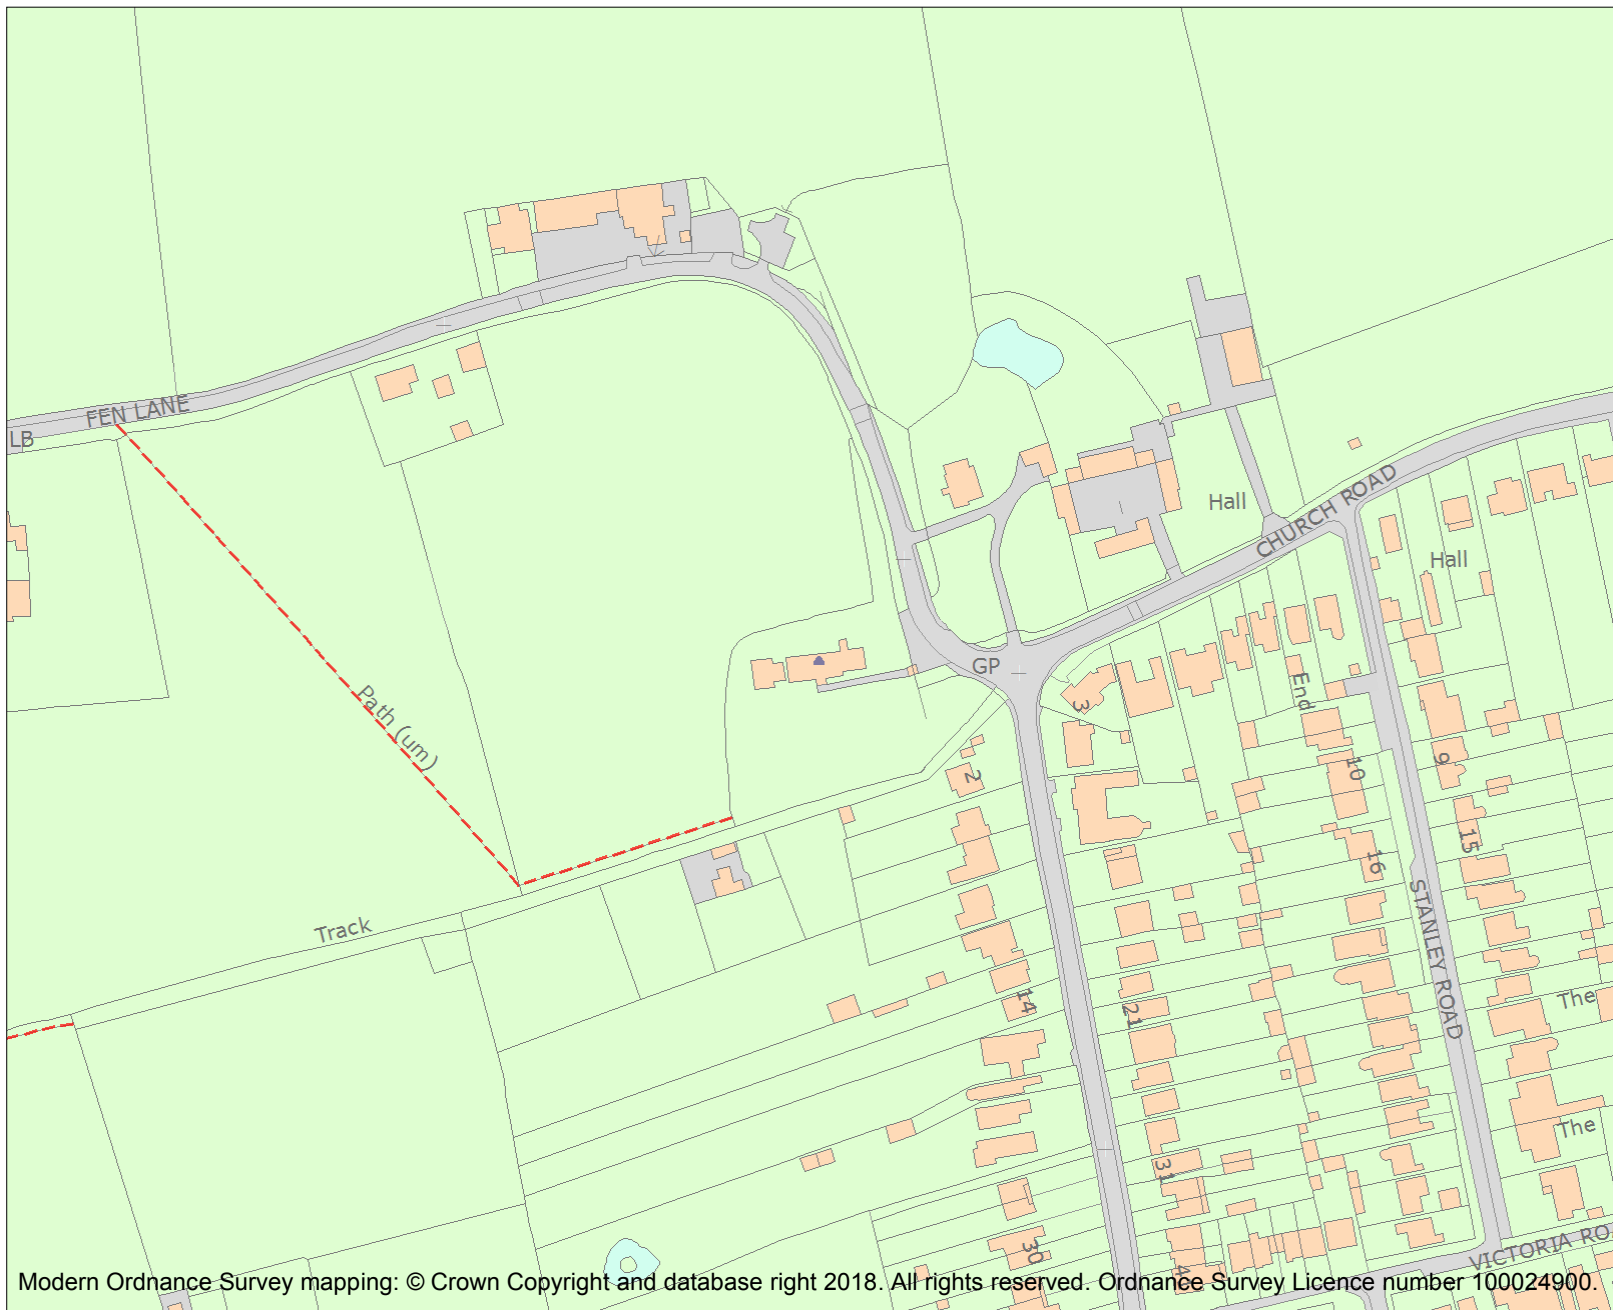 FEN LANE
LB
Hall
CHURCH ROAD
Hall
GP
End
Path (um)
3
2
10
9
15
16
Track
STANLEY ROAD
14
21
The
The
31
30
VICTORIA RO
4
Modern Ordnance Survey mapping: © Crown Copyright and database right 2018. All rights reserved. Ordnance Survey Licence number 100024900.